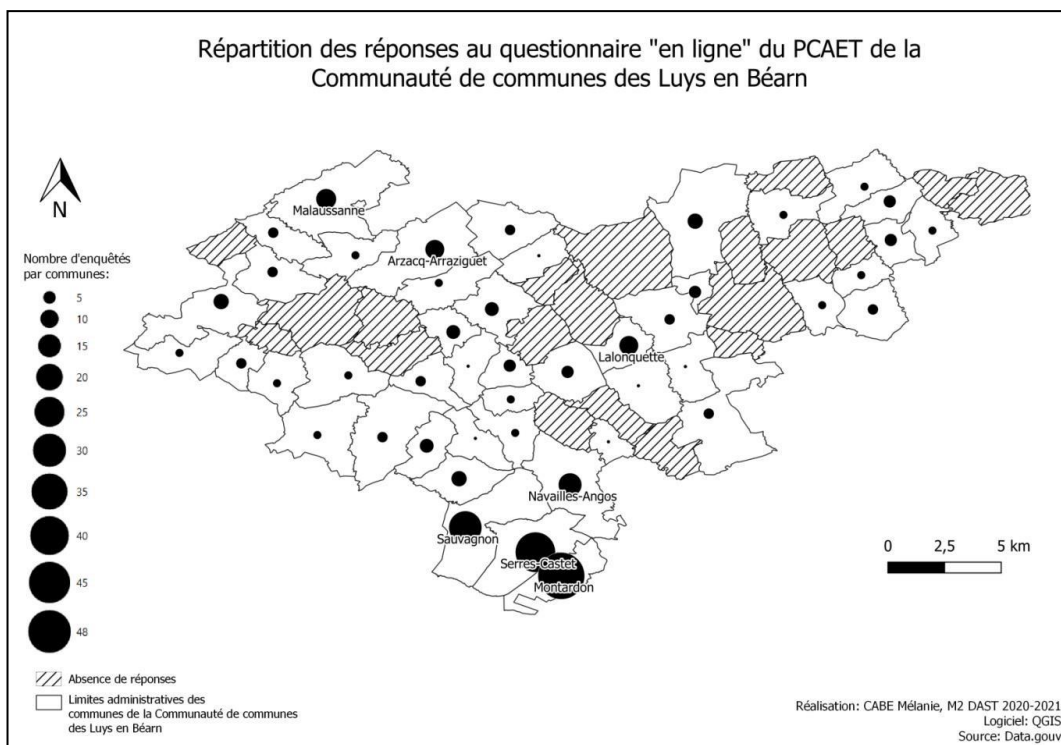 Répartition des réponses au questionnaire "en ligne" du PCAET de la
Communauté de communes des Luys en Béarn
N
Nombre d'enquêtés
par communes:
5
10
15
20
25
30
35
40
45
48
Absence de réponses
Limites administratives des
communes de la Communauté de communes
des Luys en Béarn
Malaussanne
Arzacq-Arraziguet
Lalonquette
Navailles-Angos
Sauvagnon
Serres-Castet
Montardon
0 2,5 5 km
Réalisation: CABE Mélanie, M2 DAST 2020-2021
Logiciel: QGIS
Source: Data.gouv